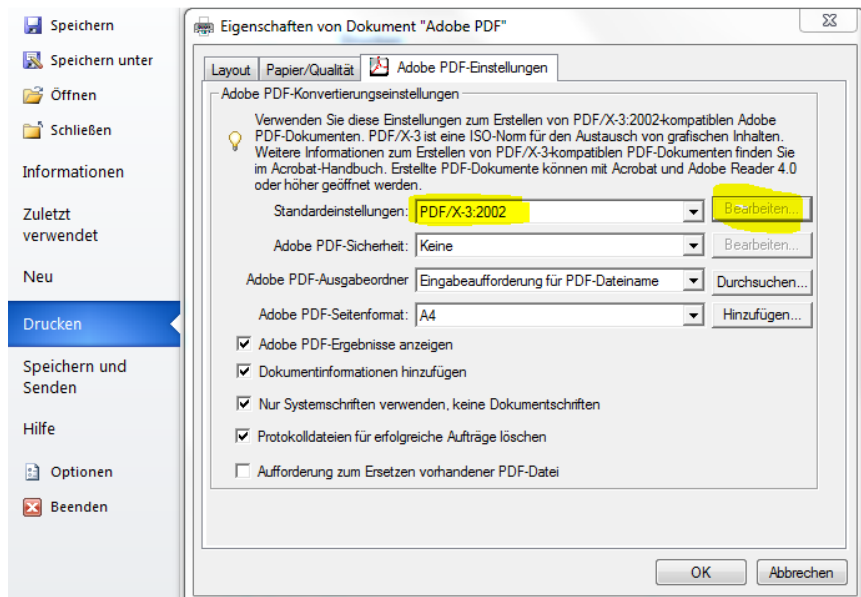 Speichern
Speichern unter
Öffnen
Schließen
Informationen
Zuletzt
verwendet
Neu
Drucken
Speichern und
Senden
Hilfe
Optionen
Beenden
Eigenschaften von Dokument "Adobe PDF"
Layout Papier/Qualität Adobe PDF-Einstellungen
Adobe PDF-Konvertierungseinstellungen
Verwenden Sie diese Einstellungen zum Erstellen von PDF/X-3:2002-kompatiblen Adobe
PDF-Dokumenten. PDF/X-3 ist eine ISO-Norm für den Austausch von grafischen Inhalten.
Weitere Informationen zum Erstellen von PDF/X-3-kompatiblen PDF-Dokumenten finden Sie
im Acrobat-Handbuch. Erstellte PDF-Dokumente können mit Acrobat und Adobe Reader 4.0
oder höher geöffnet werden.
Standardeinstellungen: PDF/X-3:2002 Bearbeiten...
Adobe PDF-Sicherheit: Keine Bearbeiten...
Adobe PDF-Ausgabeordner Eingabeaufforderung für PDF-Dateiname Durchsuchen...
Adobe PDF-Seitenformat: A4 Hinzufügen...
Adobe PDF-Ergebnisse anzeigen
Dokumentinformationen hinzufügen
Nur Systemschriften verwenden, keine Dokumentschriften
Protokolldateien für erfolgreiche Aufträge löschen
Aufforderung zum Ersetzen vorhandener PDF-Datei
OK Abbrechen